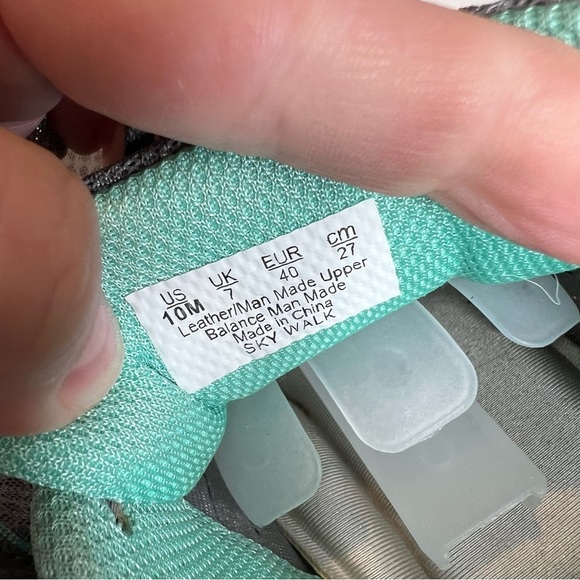 US UK EUR cm
10M 7 40 27
Leather/Man Made Upper
Balance Man Made
Made in China
SKY WALK